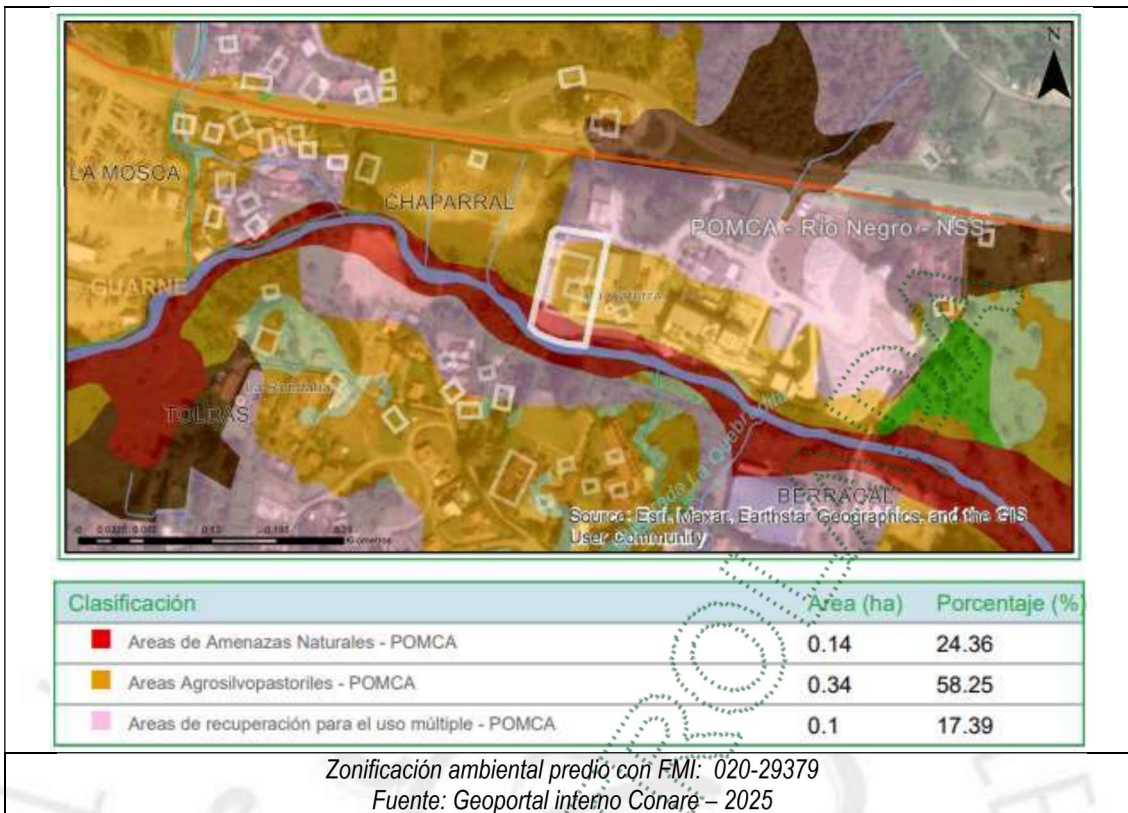 N
LA MOSCA
CHAPARRAL
POMCA - Rio Negro - NSS
GUARNE
TOLDAS
BERRACAL
Source: Esri, Maxar, Earthstar Geographics, and the GIS
User Community
Clasificación Area (ha) Porcentaje (%)
Areas de Amenazas Naturales - POMCA 0.14 24.36
Areas Agrosilvopastoriles - POMCA 0.34 58.25
Areas de recuperación para el uso múltiple - POMCA 0.1 17.39
Zonificación ambiental predio con FMI: 020-29379
Fuente: Geoportal interno Conare – 2025